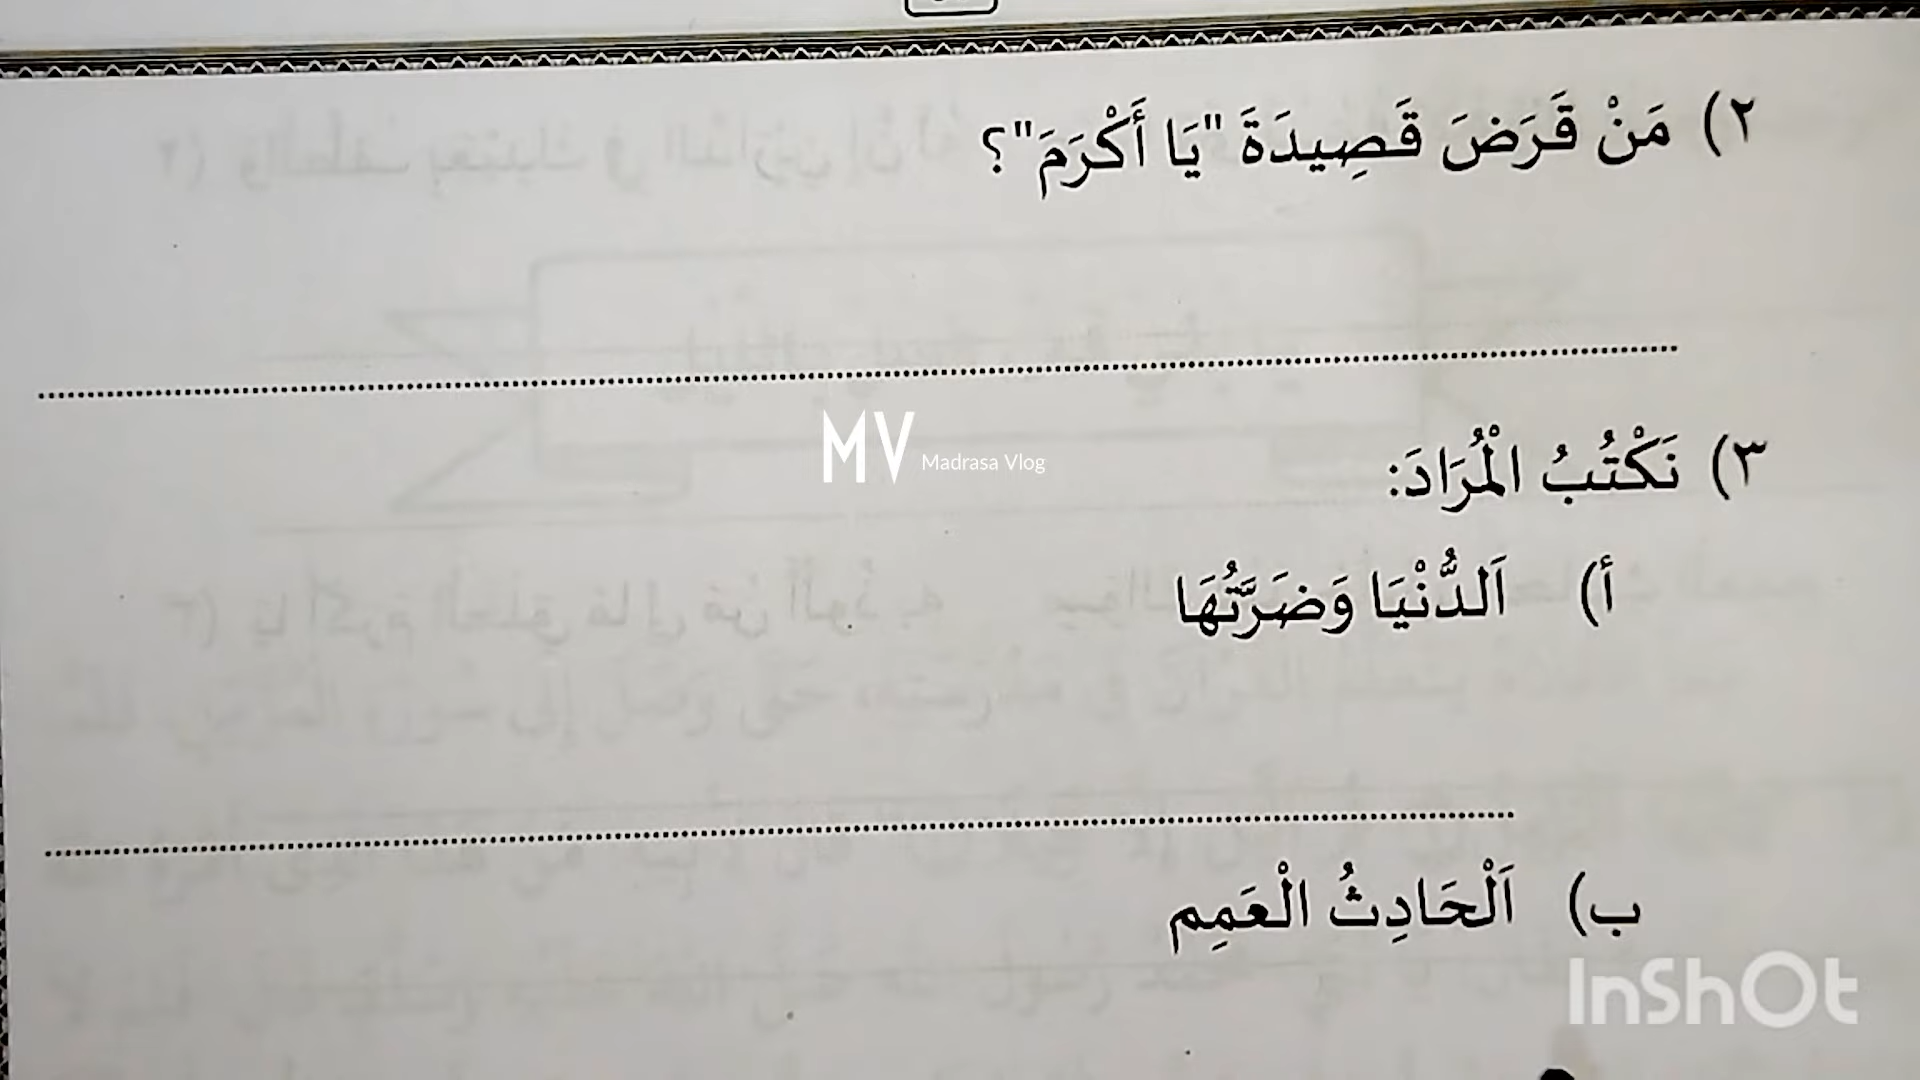 ٢) مَنْ قَرَضَ قَصِيدَةَ "يَا أَكْرَمَ"؟
MV Madrasa Vlog
٣) نَكْتُبُ الْمُرَادَ:
أ) اَلدُّنْيَا وَضَرَّتُهَا
ب) اَلْحَادِثُ الْعَمِم
InShOt